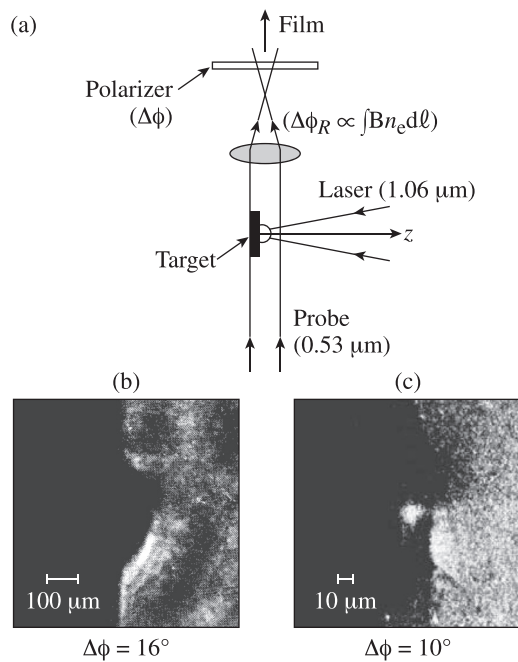 (a)
Film
Polarizer
(Δϕ)
(Δϕ_R ∝ ∫Bn_e dℓ)
Laser (1.06 μm)
z
Target
Probe
(0.53 μm)
(b)
(c)
100 μm
10 μm
Δϕ = 16°
Δϕ = 10°